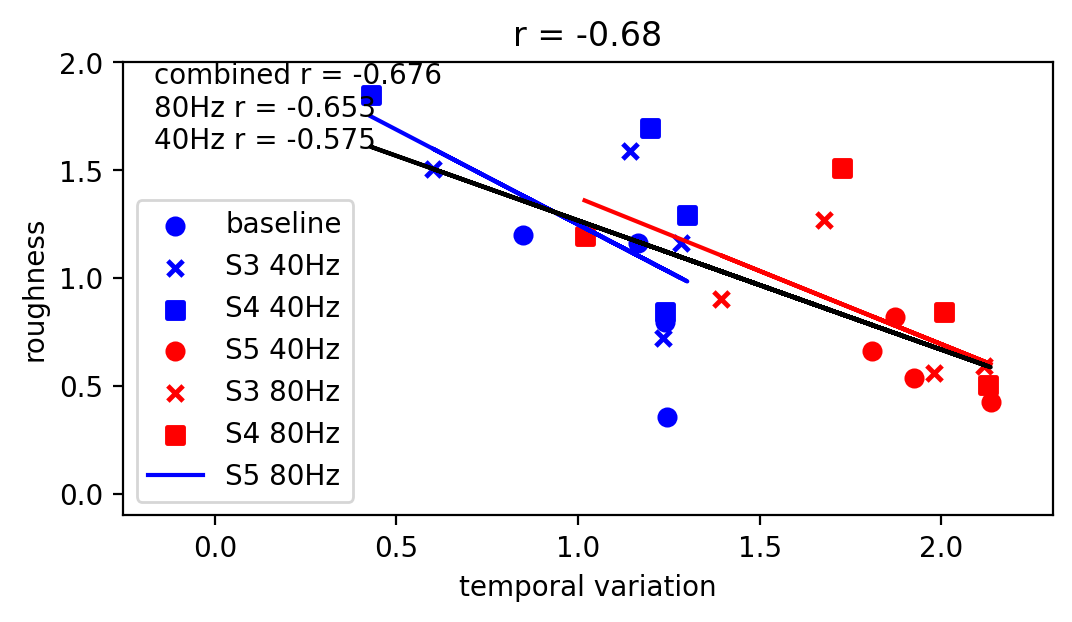 r = -0.68
combined r = -0.676
80Hz r = -0.653
40Hz r = -0.575
baseline
S3 40Hz
S4 40Hz
S5 40Hz
S3 80Hz
S4 80Hz
S5 80Hz
2.0
1.5
1.0
0.5
0.0
roughness
0.0 0.5 1.0 1.5 2.0
temporal variation